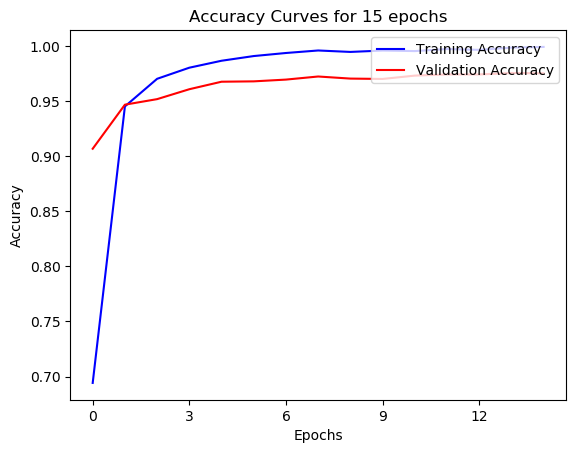 Accuracy Curves for 15 epochs
Training Accuracy
Validation Accuracy
Accuracy
1.00
0.95
0.90
0.85
0.80
0.75
0.70
0 3 6 9 12
Epochs